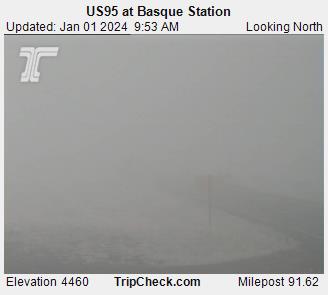 US95 at Basque Station
Updated: Jan 01 2024 9:53 AM Looking North
Elevation 4460 TripCheck.com Milepost 91.62